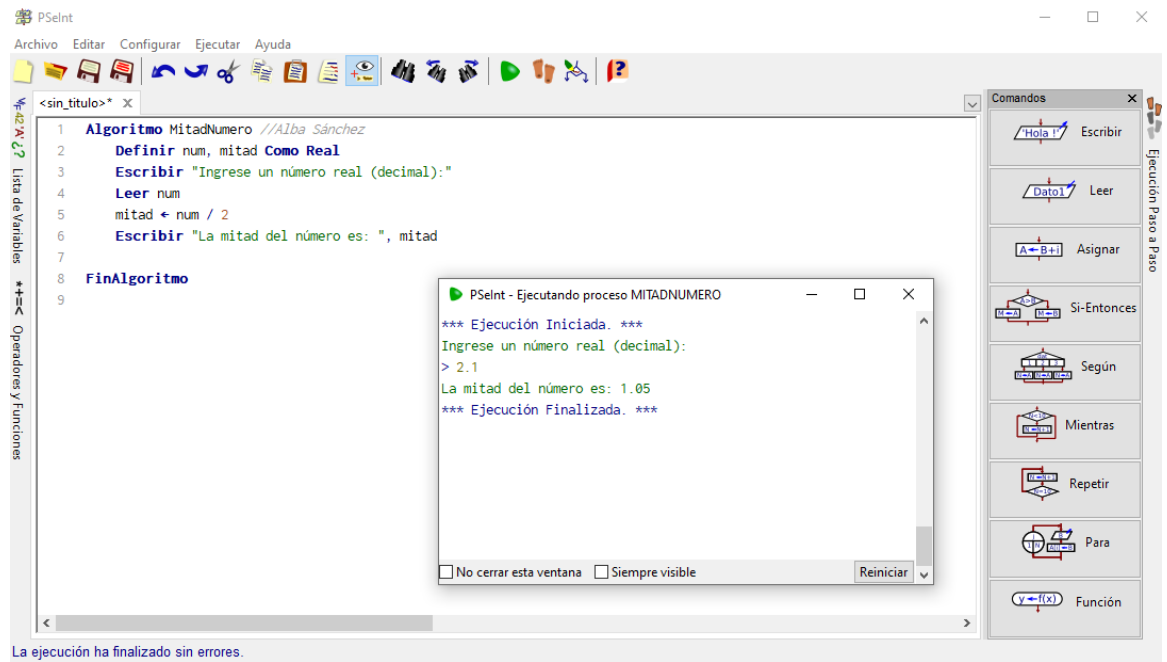 PSeInt
Archivo Editar Configurar Ejecutar Ayuda
<sin_titulo>* X
Lista de Variables
Operadores y Funciones
1 Algoritmo MitadNumero //Alba Sánchez
2 Definir num, mitad Como Real
3 Escribir "Ingrese un número real (decimal):"
4 Leer num
5 mitad ← num / 2
6 Escribir "La mitad del número es: ", mitad
7
8 FinAlgoritmo
9
PSeInt - Ejecutando proceso MITADNUMERO
*** Ejecución Iniciada. ***
Ingrese un número real (decimal):
> 2.1
La mitad del número es: 1.05
*** Ejecución Finalizada. ***
No cerrar esta ventana Siempre visible Reiniciar
Comandos
'Hola !' Escribir
Dato1 Leer
A←B+i Asignar
Si-Entonces
Según
Mientras
Repetir
Para
y←f(x) Función
Ejecución Paso a Paso
La ejecución ha finalizado sin errores.